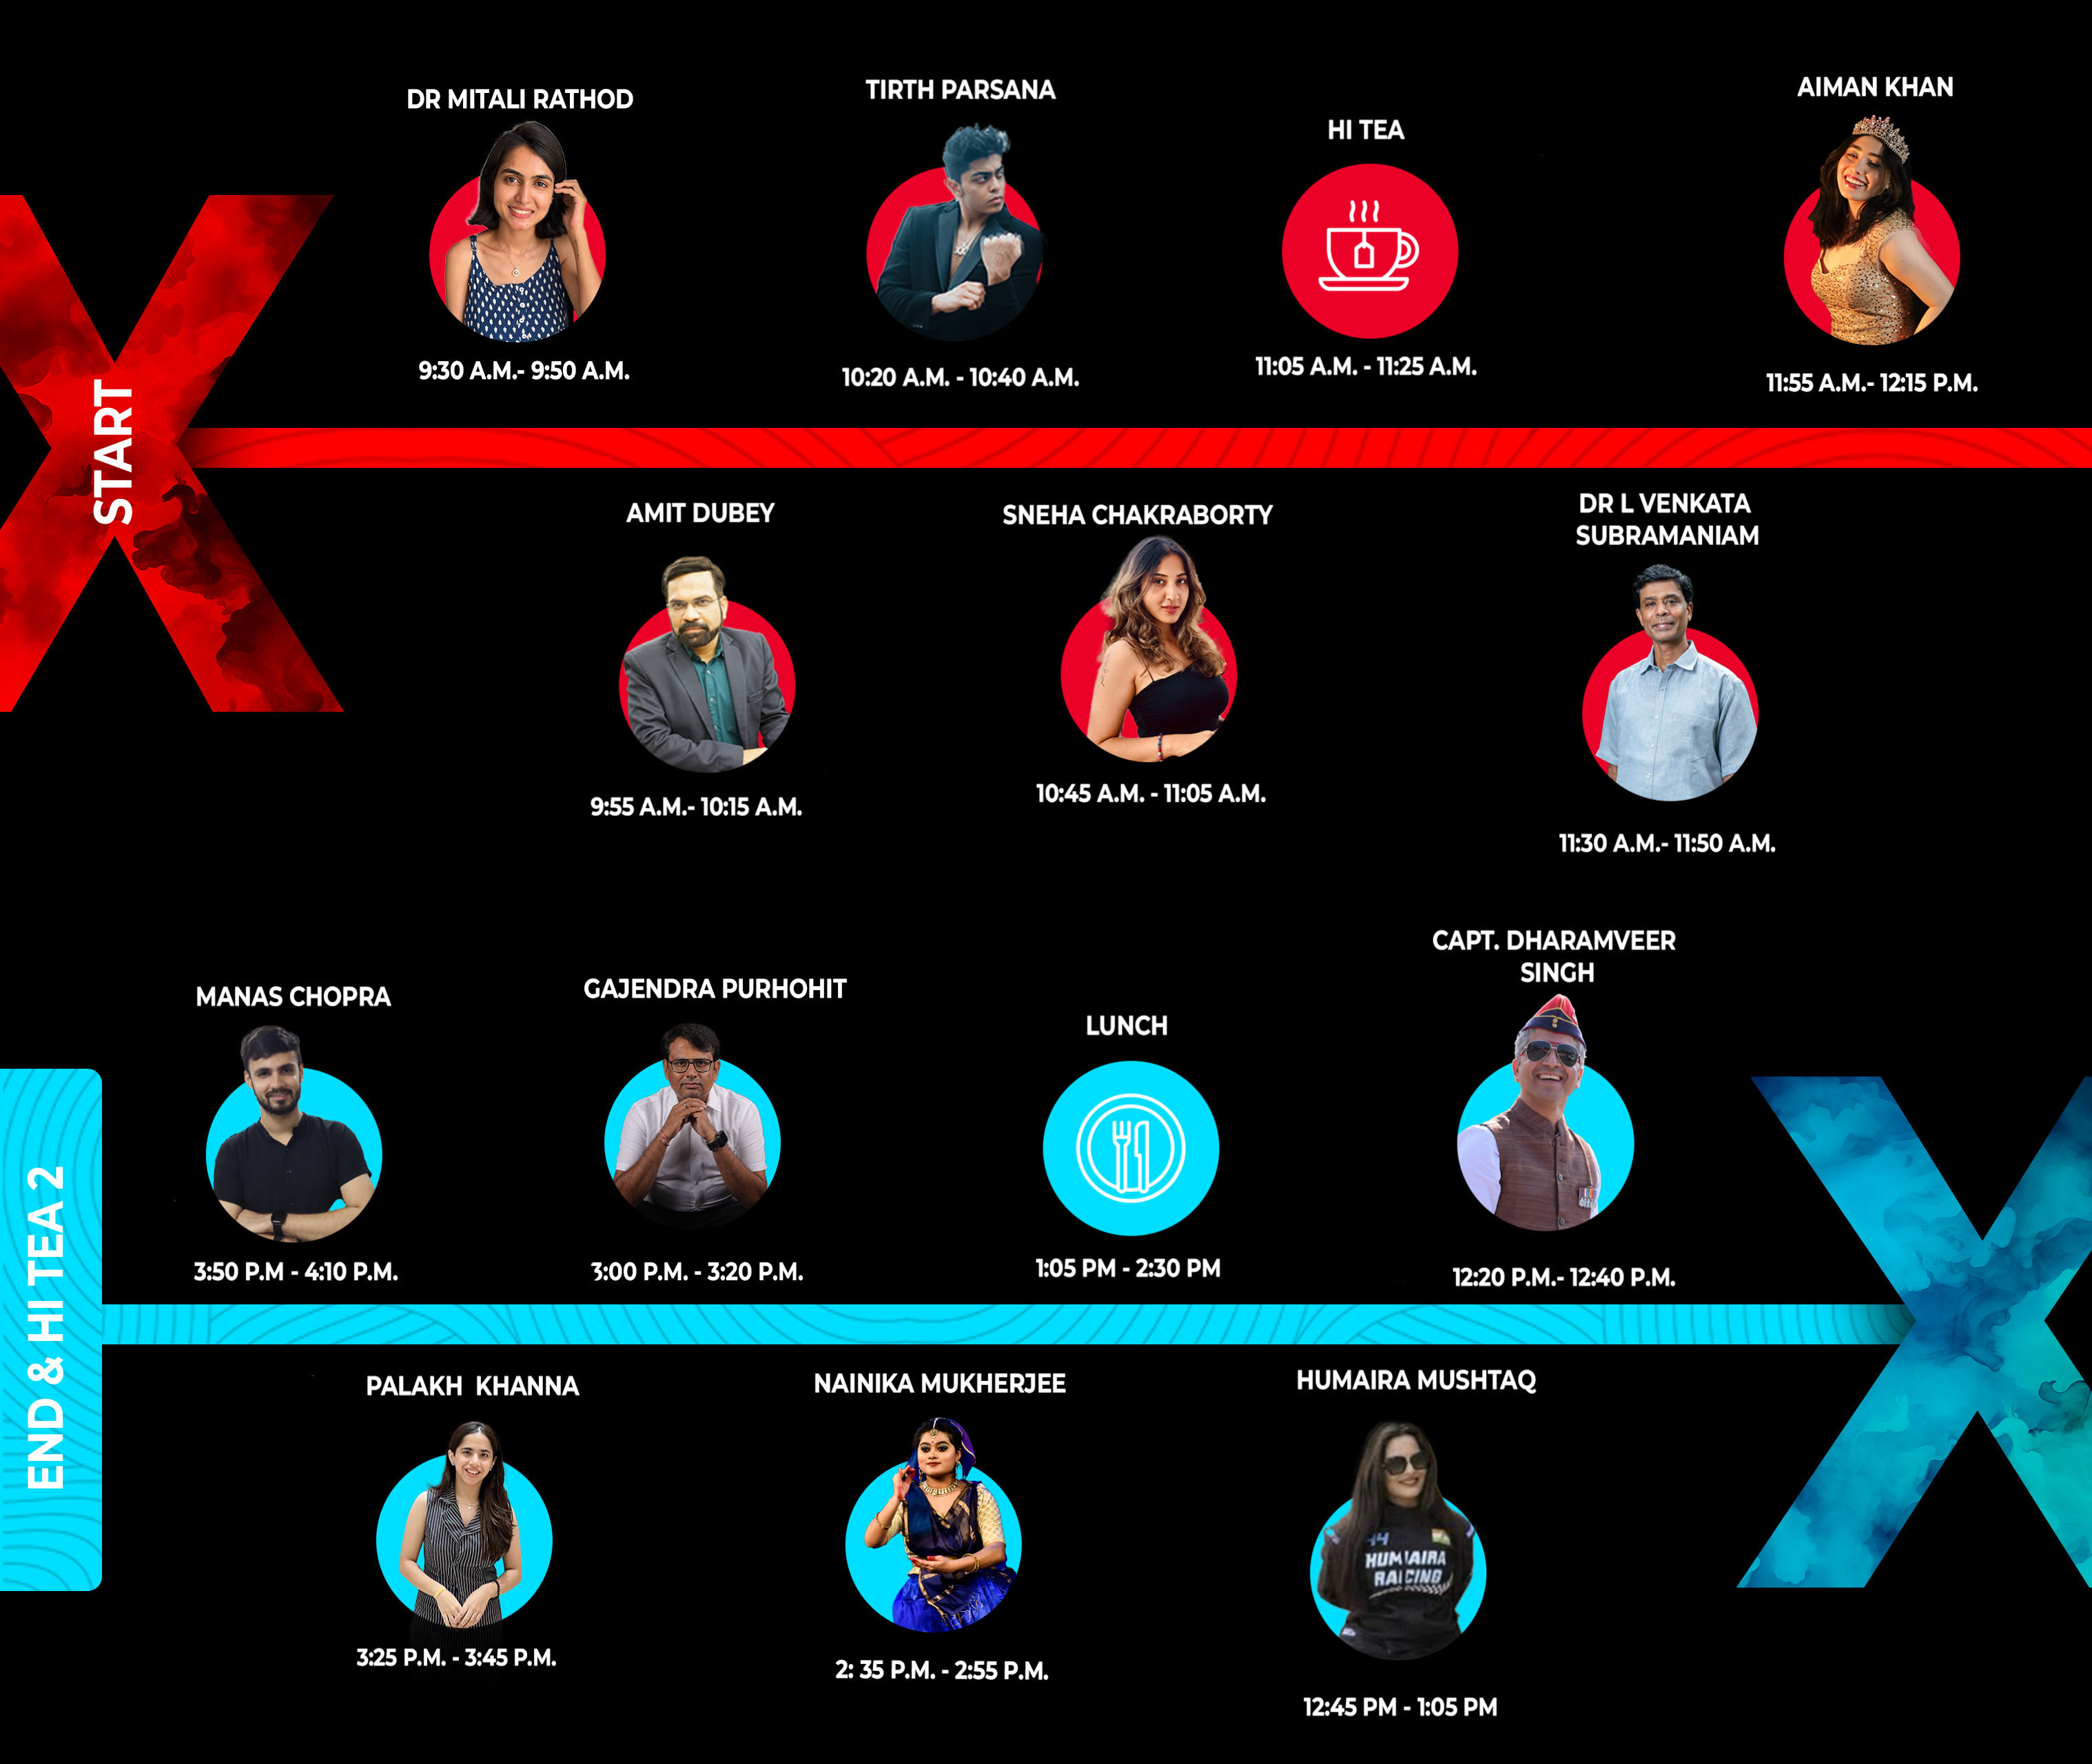 START
DR MITALI RATHOD
9:30 A.M.- 9:50 A.M.
TIRTH PARSANA
10:20 A.M. - 10:40 A.M.
HI TEA
11:05 A.M. - 11:25 A.M.
AIMAN KHAN
11:55 A.M.- 12:15 P.M.
AMIT DUBEY
9:55 A.M.- 10:15 A.M.
SNEHA CHAKRABORTY
10:45 A.M. - 11:05 A.M.
DR L VENKATA
SUBRAMANIAM
11:30 A.M.- 11:50 A.M.
END & HI TEA 2
MANAS CHOPRA
3:50 P.M - 4:10 P.M.
GAJENDRA PURHOHIT
3:00 P.M. - 3:20 P.M.
LUNCH
1:05 PM - 2:30 PM
CAPT. DHARAMVEER
SINGH
12:20 P.M.- 12:40 P.M.
PALAKH KHANNA
3:25 P.M. - 3:45 P.M.
NAINIKA MUKHERJEE
2: 35 P.M. - 2:55 P.M.
HUMAIRA MUSHTAQ
HUMAIRA
RACING
12:45 PM - 1:05 PM